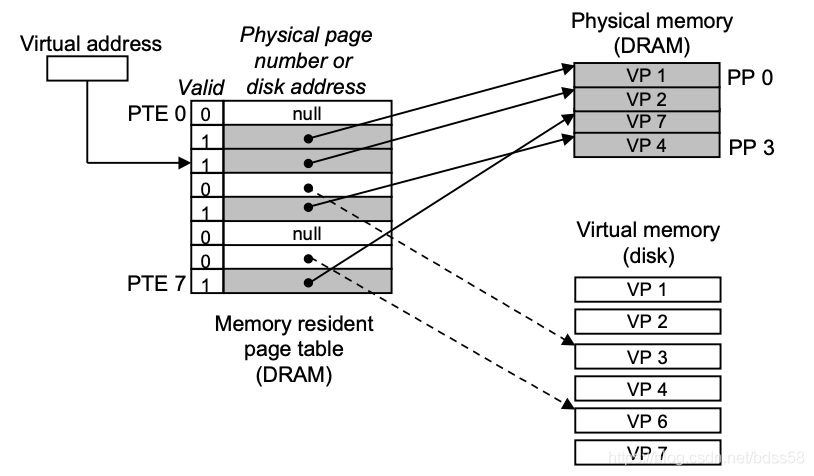 Virtual address
Physical page
number or
disk address
Valid
PTE 0
0
null
1
1
0
1
0
null
0
PTE 7
1
Memory resident
page table
(DRAM)
Physical memory
(DRAM)
VP 1
PP 0
VP 2
VP 7
VP 4
PP 3
Virtual memory
(disk)
VP 1
VP 2
VP 3
VP 4
VP 6
VP 7
https://blog.csdn.net/bdss58